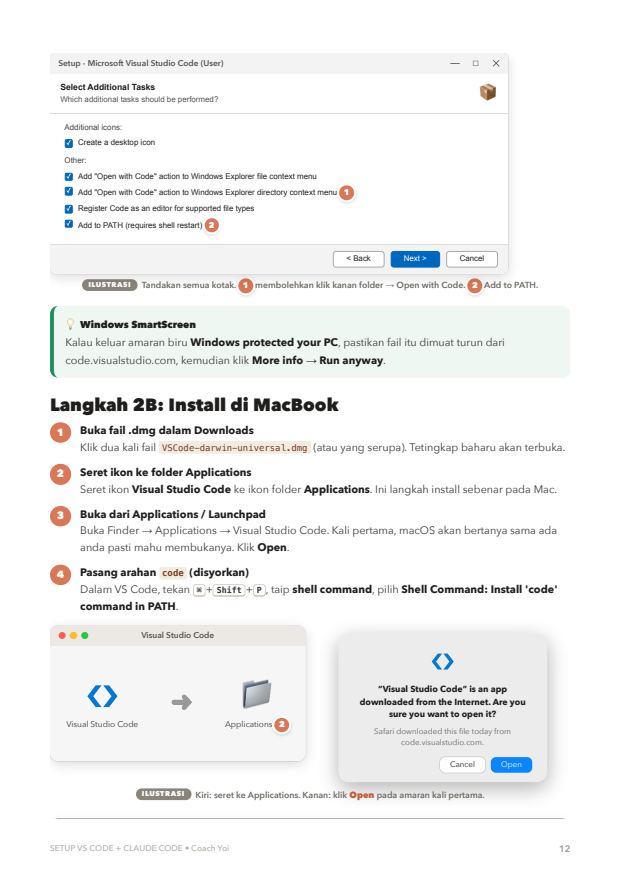 Setup - Microsoft Visual Studio Code (User)
Select Additional Tasks
Which additional tasks should be performed?
Additional icons:
Create a desktop icon
Other:
Add "Open with Code" action to Windows Explorer file context menu
Add "Open with Code" action to Windows Explorer directory context menu 1
Register Code as an editor for supported file types
Add to PATH (requires shell restart) 2
< Back Next > Cancel
ILUSTRASI Tandakan semua kotak. 1 membolehkan klik kanan folder → Open with Code. 2 Add to PATH.
Windows SmartScreen
Kalau keluar amaran biru Windows protected your PC, pastikan fail itu dimuat turun dari
code.visualstudio.com, kemudian klik More info → Run anyway.
Langkah 2B: Install di MacBook
1 Buka fail .dmg dalam Downloads
Klik dua kali fail VSCode-darwin-universal.dmg (atau yang serupa). Tetingkap baharu akan terbuka.
2 Seret ikon ke folder Applications
Seret ikon Visual Studio Code ke ikon folder Applications. Ini langkah install sebenar pada Mac.
3 Buka dari Applications / Launchpad
Buka Finder → Applications → Visual Studio Code. Kali pertama, macOS akan bertanya sama ada
anda pasti mahu membukanya. Klik Open.
4 Pasang arahan code (disyorkan)
Dalam VS Code, tekan ⌘+Shift+P, taip shell command, pilih Shell Command: Install 'code'
command in PATH.
Visual Studio Code
Visual Studio Code
Applications 2
“Visual Studio Code” is an app
downloaded from the Internet. Are you
sure you want to open it?
Safari downloaded this file today from
code.visualstudio.com.
Cancel Open
ILUSTRASI Kiri: seret ke Applications. Kanan: klik Open pada amaran kali pertama.
SETUP VS CODE + CLAUDE CODE • Coach Yoi 12